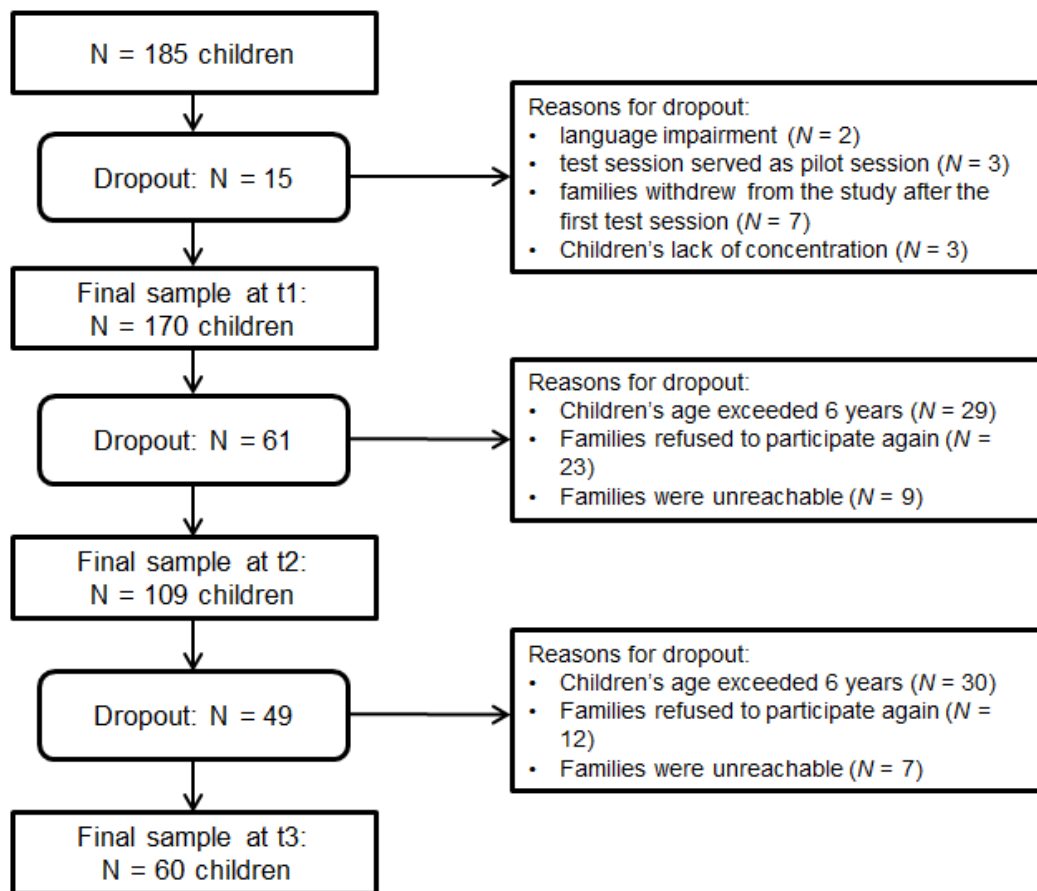 N = 185 children
Dropout: N = 15
Reasons for dropout:
• language impairment (N = 2)
• test session served as pilot session (N = 3)
• families withdrew from the study after the
first test session (N = 7)
• Children's lack of concentration (N = 3)
Final sample at t1:
N = 170 children
Dropout: N = 61
Reasons for dropout:
• Children's age exceeded 6 years (N = 29)
• Families refused to participate again (N =
23)
• Families were unreachable (N = 9)
Final sample at t2:
N = 109 children
Dropout: N = 49
Reasons for dropout:
• Children's age exceeded 6 years (N = 30)
• Families refused to participate again (N =
12)
• Families were unreachable (N = 7)
Final sample at t3:
N = 60 children